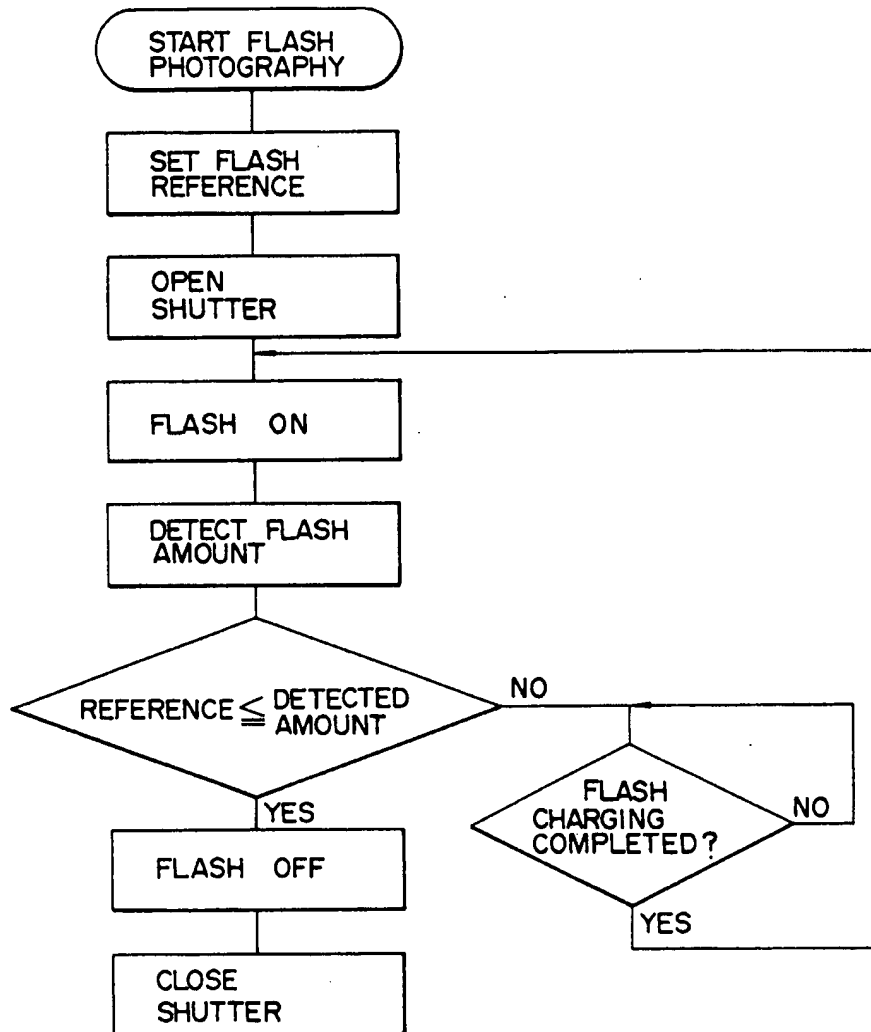 START FLASH
PHOTOGRAPHY
SET FLASH
REFERENCE
OPEN
SHUTTER
FLASH ON
DETECT FLASH
AMOUNT
REFERENCE ≦ DETECTED
AMOUNT
NO
YES
FLASH
CHARGING
COMPLETED?
NO
YES
FLASH OFF
CLOSE
SHUTTER